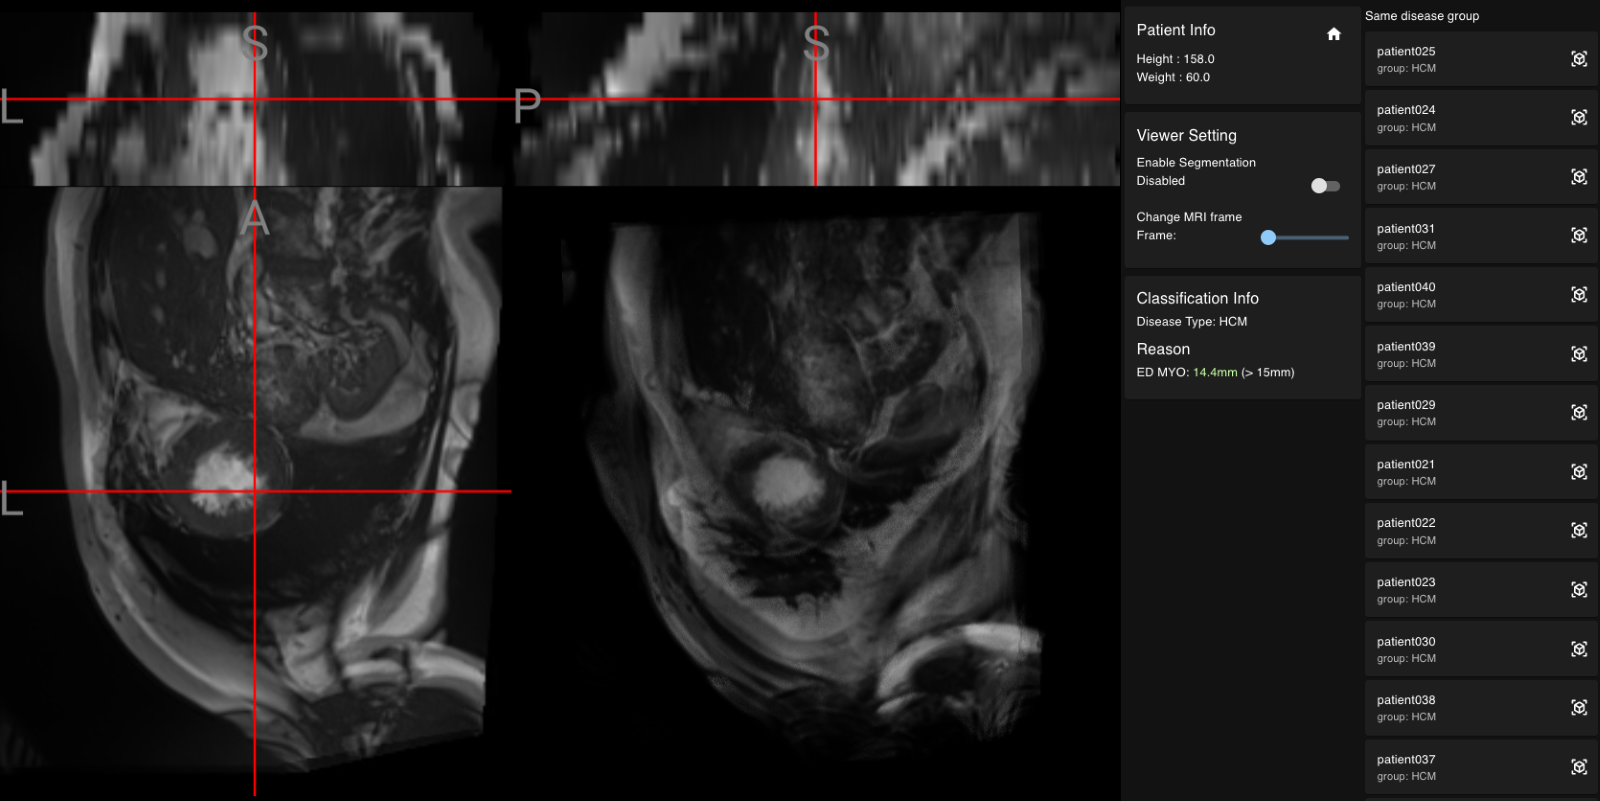 S
L
S
P
A
L
Patient Info
Height : 158.0
Weight : 60.0
Viewer Setting
Enable Segmentation
Disabled
Change MRI frame
Frame:
Classification Info
Disease Type: HCM
Reason
ED MYO: 14.4mm (> 15mm)
Same disease group
patient025
group: HCM
patient024
group: HCM
patient027
group: HCM
patient031
group: HCM
patient040
group: HCM
patient039
group: HCM
patient029
group: HCM
patient021
group: HCM
patient022
group: HCM
patient023
group: HCM
patient030
group: HCM
patient038
group: HCM
patient037
group: HCM